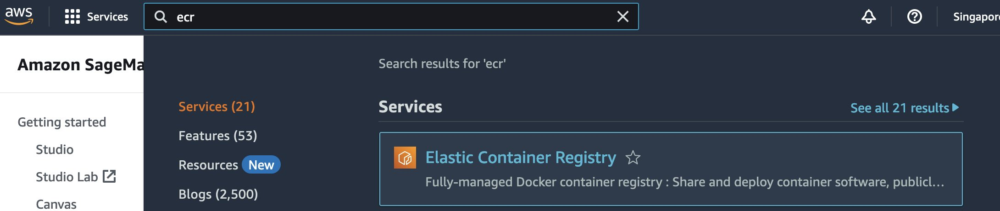 aws
Services
ecr
Singapor
Amazon SageMa
Getting started
Studio
Studio Lab
Canvas
Search results for 'ecr'
Services (21)
Features (53)
Resources New
Blogs (2,500)
Services
See all 21 results
Elastic Container Registry
Fully-managed Docker container registry : Share and deploy container software, publicl...